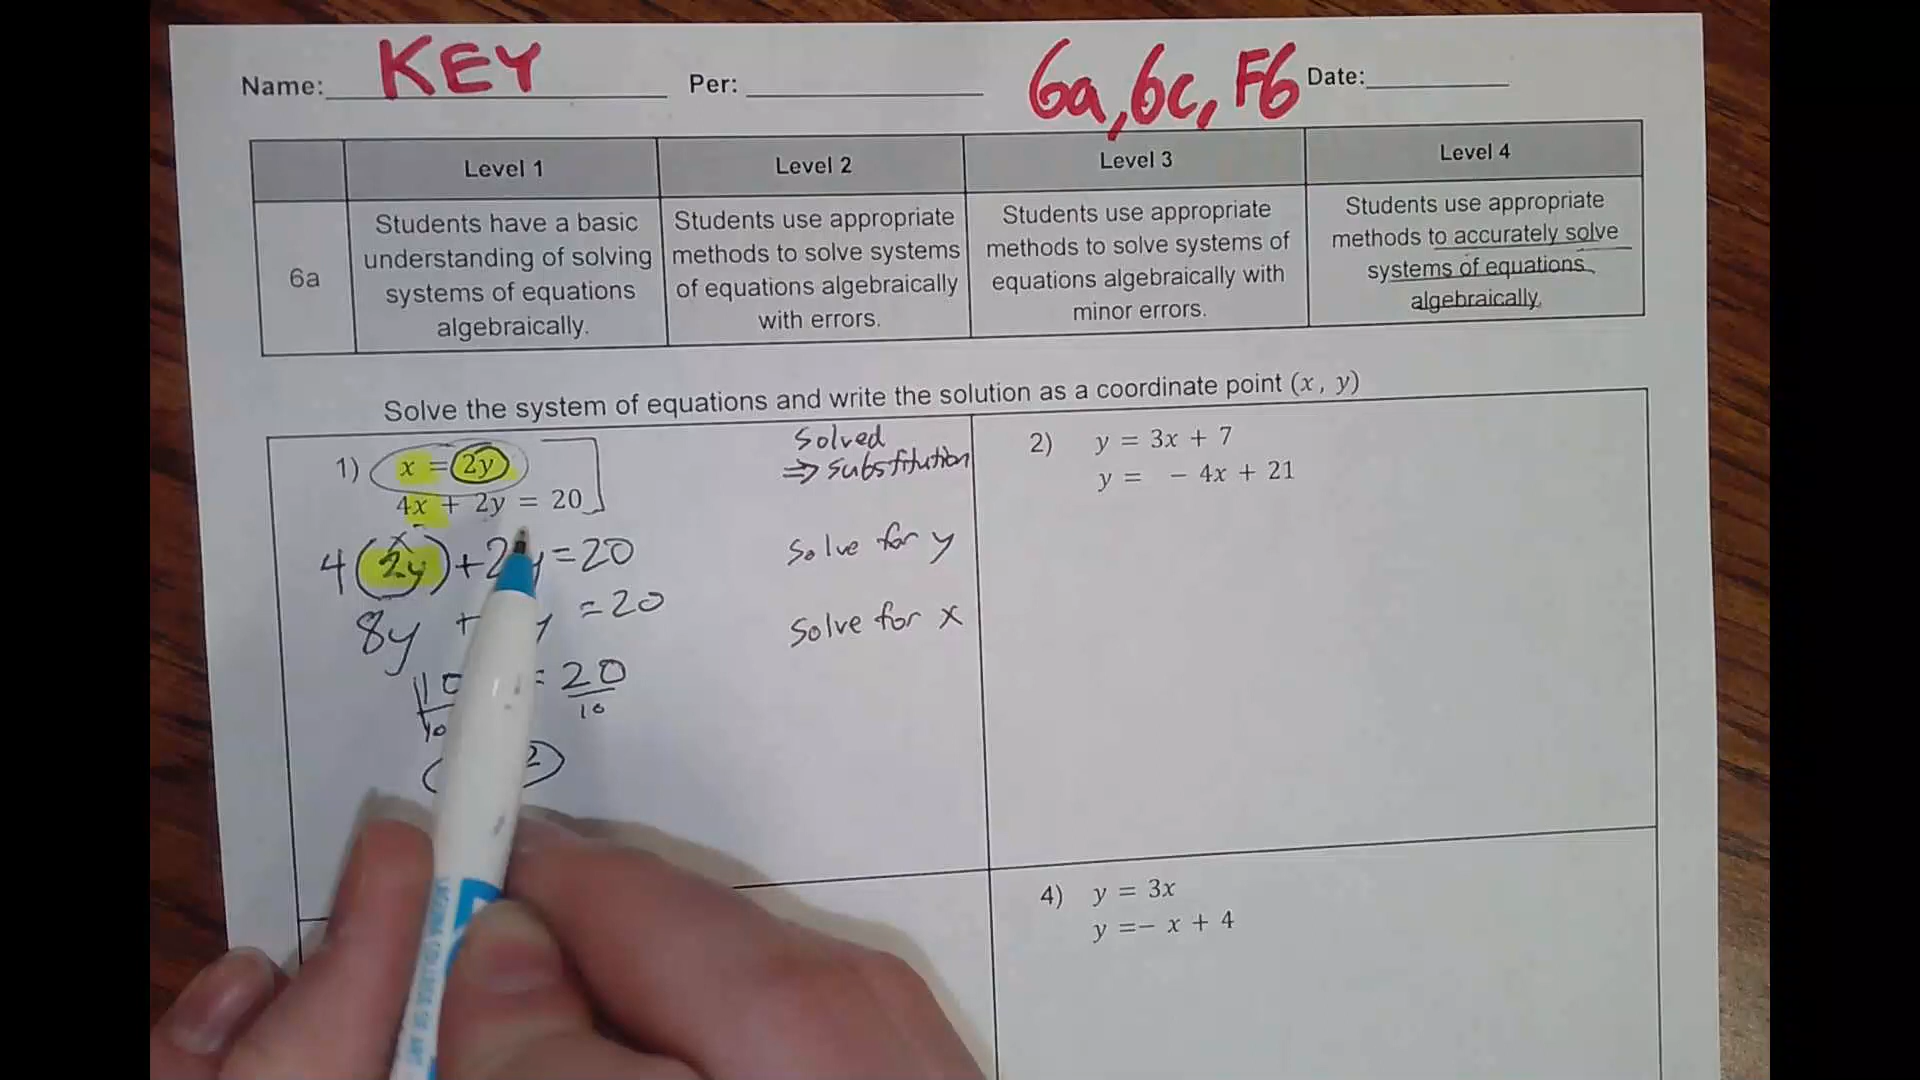 Name: KEY Per: 6a, 6c, F6 Date:
Level 1 Level 2 Level 3 Level 4
6a
Students have a basic
understanding of solving
systems of equations
algebraically.
Students use appropriate
methods to solve systems
of equations algebraically
with errors.
Students use appropriate
methods to solve systems of
equations algebraically with
minor errors.
Students use appropriate
methods to accurately solve
systems of equations
algebraically.
Solve the system of equations and write the solution as a coordinate point (x, y)
1) x = 2y
4x + 2y = 20
x
4(2y)+2y=20
8y + y =20
10 = 20
10 10
2
Solved
⇒ substitution
Solve for y
Solve for x
2) y = 3x + 7
y = - 4x + 21
4) y = 3x
y =- x + 4